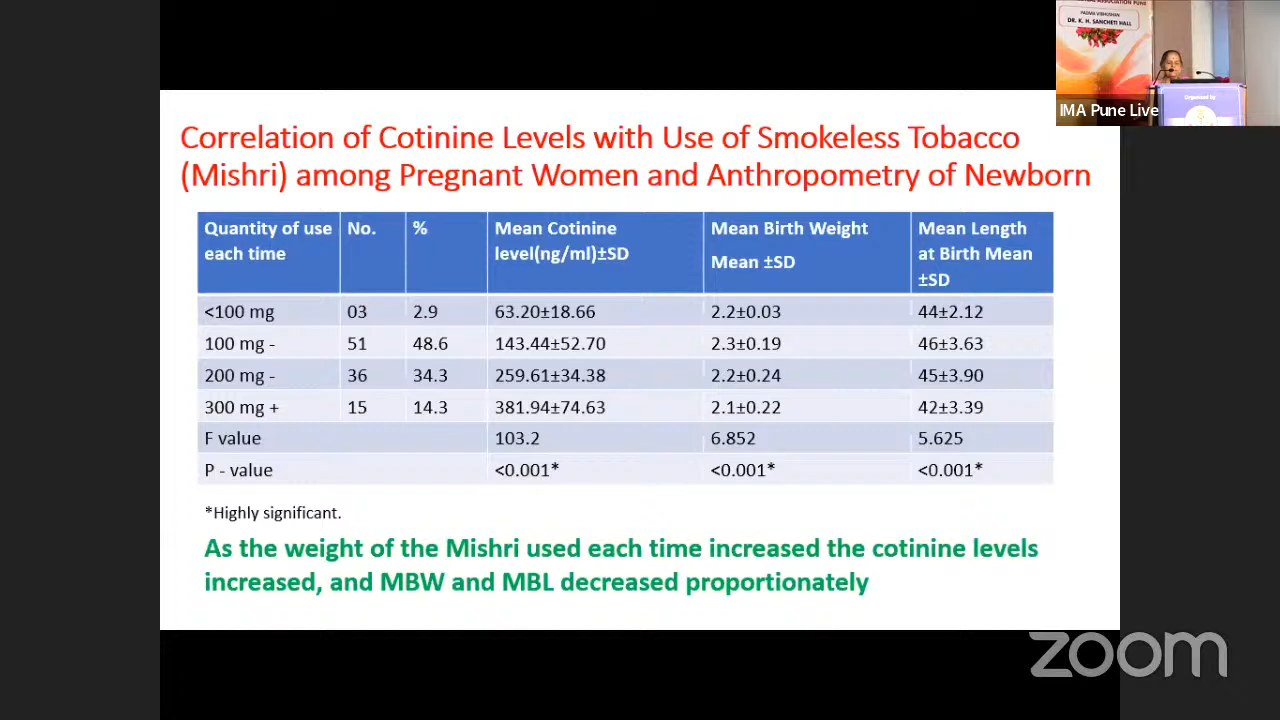 PADMA VIBHUSHAN
DR. K. H. SANCHETI HALL
IMA Pune Live
Correlation of Cotinine Levels with Use of Smokeless Tobacco
(Mishri) among Pregnant Women and Anthropometry of Newborn
Quantity of use each time No. % Mean Cotinine level(ng/ml)±SD Mean Birth Weight Mean ±SD Mean Length at Birth Mean ±SD
<100 mg 03 2.9 63.20±18.66 2.2±0.03 44±2.12
100 mg - 51 48.6 143.44±52.70 2.3±0.19 46±3.63
200 mg - 36 34.3 259.61±34.38 2.2±0.24 45±3.90
300 mg + 15 14.3 381.94±74.63 2.1±0.22 42±3.39
F value 103.2 6.852 5.625
P - value <0.001* <0.001* <0.001*
*Highly significant.
As the weight of the Mishri used each time increased the cotinine levels
increased, and MBW and MBL decreased proportionately
zoom